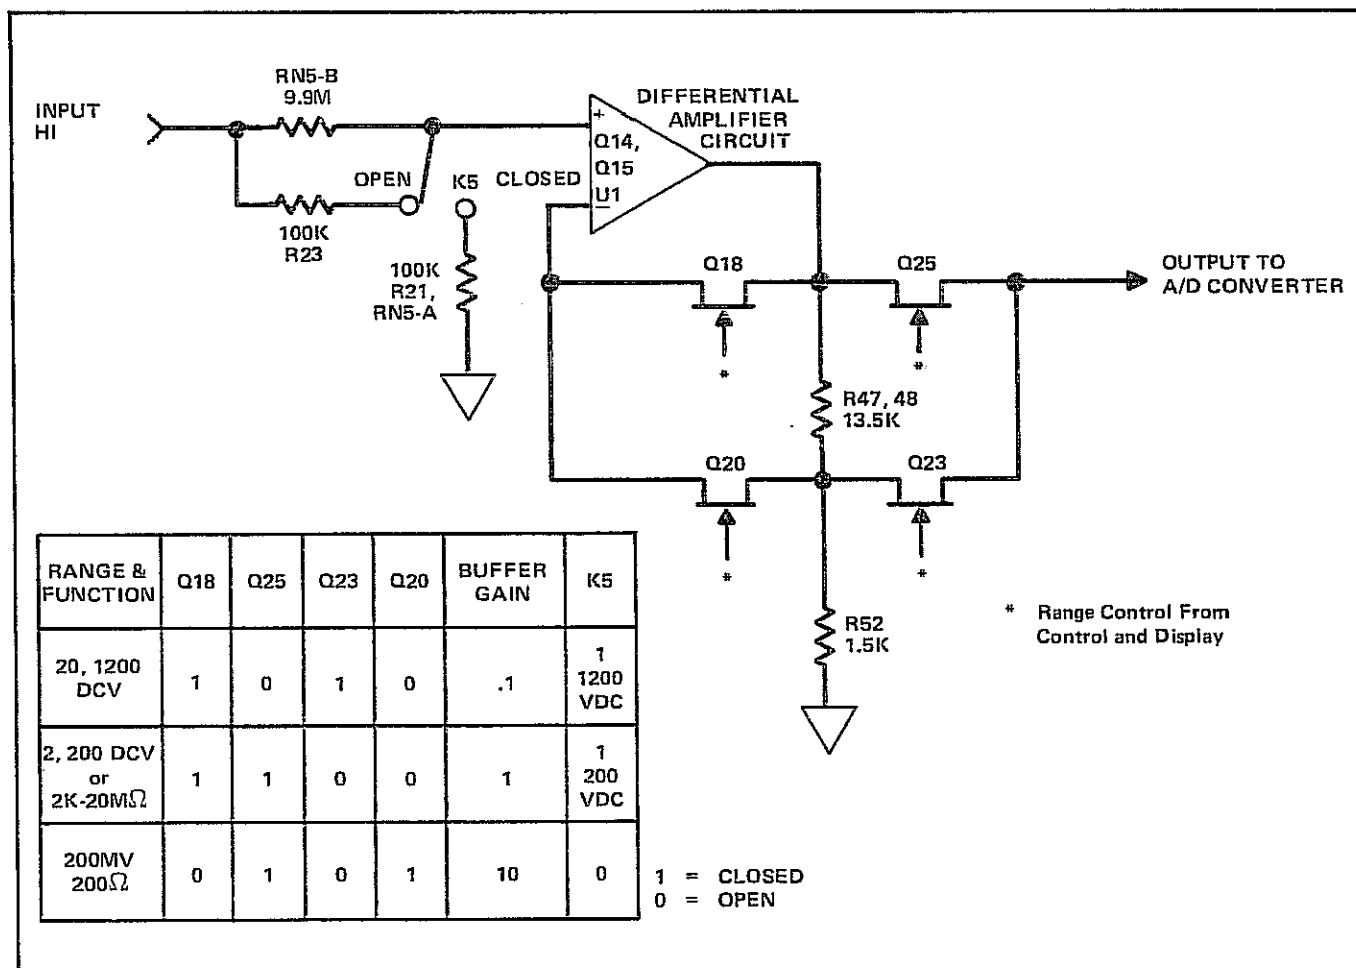 RN5-B
9.9M
INPUT
HI
DIFFERENTIAL
AMPLIFIER
CIRCUIT
+
Q14,
Q15
U1
−
OPEN
K5
CLOSED
100K
R23
100K
R21,
RN5-A
Q18
Q25
OUTPUT TO
A/D CONVERTER
*
*
R47, 48
13.5K
Q20
Q23
*
*
R52
1.5K
* Range Control From
Control and Display
RANGE & FUNCTION Q18 Q25 Q23 Q20 BUFFER GAIN K5
20, 1200 DCV 1 0 1 0 .1 1 1200 VDC
2, 200 DCV or 2K-20MΩ 1 1 0 0 1 1 200 VDC
200MV 200Ω 0 1 0 1 10 0
1 = CLOSED
0 = OPEN